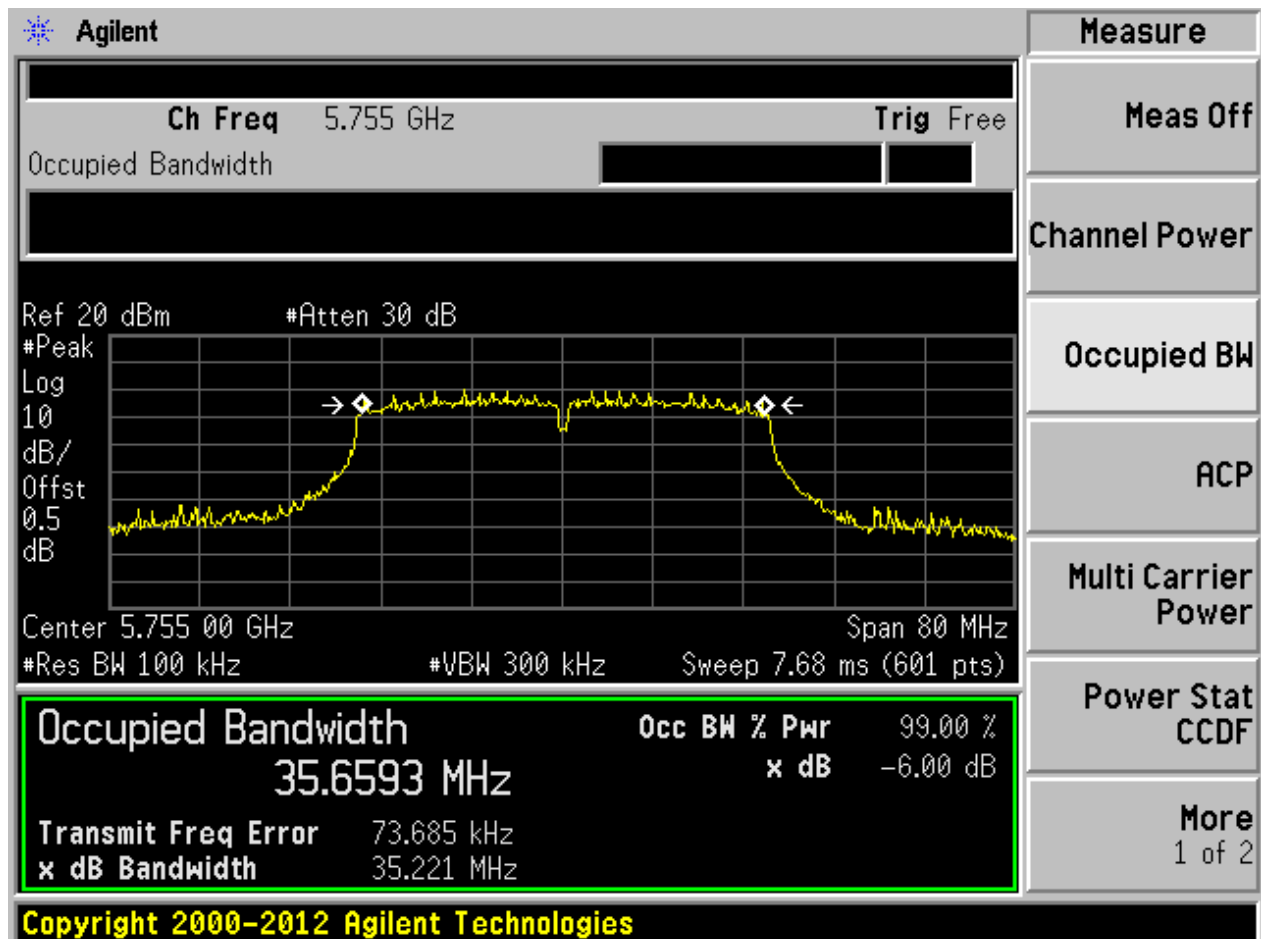 Agilent
Measure
Ch Freq 5.755 GHz Trig Free
Occupied Bandwidth
Meas Off
Channel Power
Occupied BW
ACP
Multi Carrier
Power
Power Stat
CCDF
More
1 of 2
Ref 20 dBm #Atten 30 dB
#Peak
Log
10
dB/
Offst
0.5
dB
Center 5.755 00 GHz Span 80 MHz
#Res BW 100 kHz #VBW 300 kHz Sweep 7.68 ms (601 pts)
Occupied Bandwidth
35.6593 MHz
Occ BW % Pwr 99.00 %
x dB -6.00 dB
Transmit Freq Error 73.685 kHz
x dB Bandwidth 35.221 MHz
Copyright 2000-2012 Agilent Technologies